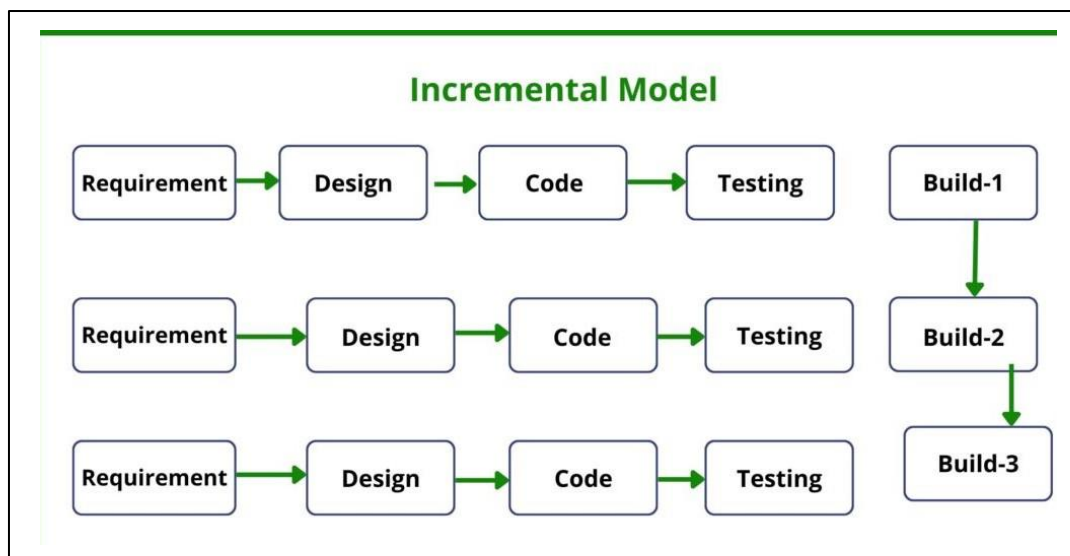 Incremental Model
Requirement Design Code Testing Build-1
Requirement Design Code Testing Build-2
Requirement Design Code Testing Build-3